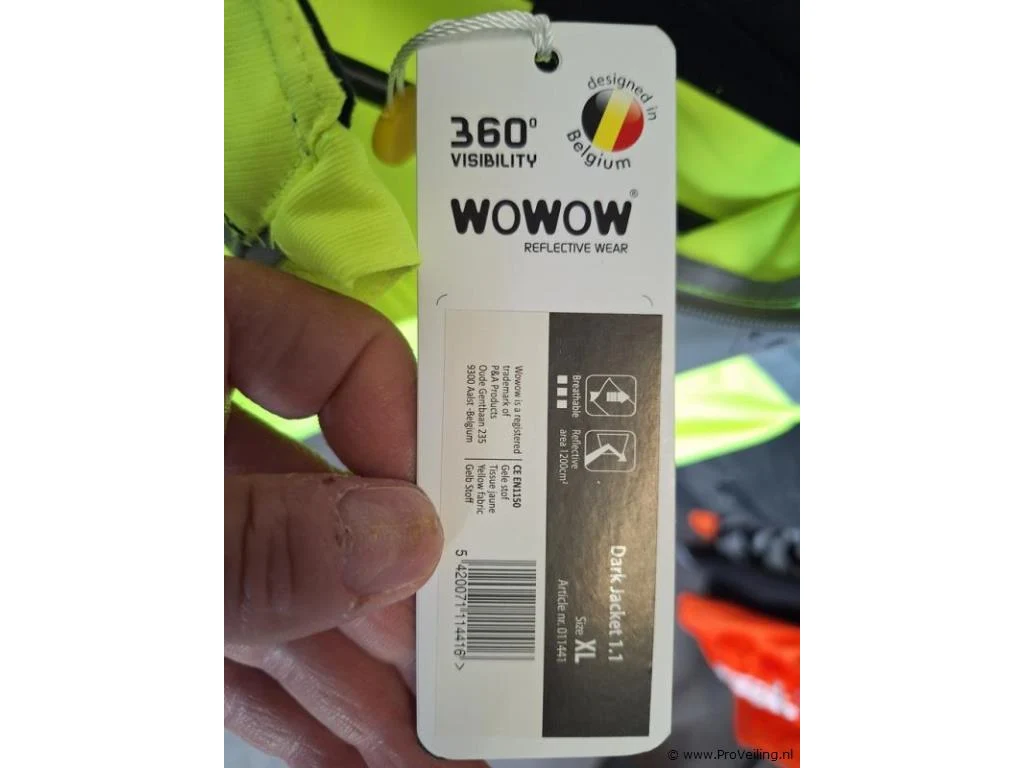 designed in
Belgium
360°
VISIBILITY
WOWOW®
REFLECTIVE WEAR
Breathable
Reflective
area 1200cm²
Dark Jacket 1.1
Size XL
Article nr. 011441
Wowow is a registered
trademark of
P&A Products
Oude Gentbaan 235
9300 Aalst -Belgium
CE EN1150
Gele stof
Tissue jaune
Yellow fabric
Gelb Stoff
5 420071 114416 >
© www.ProVeiling.nl